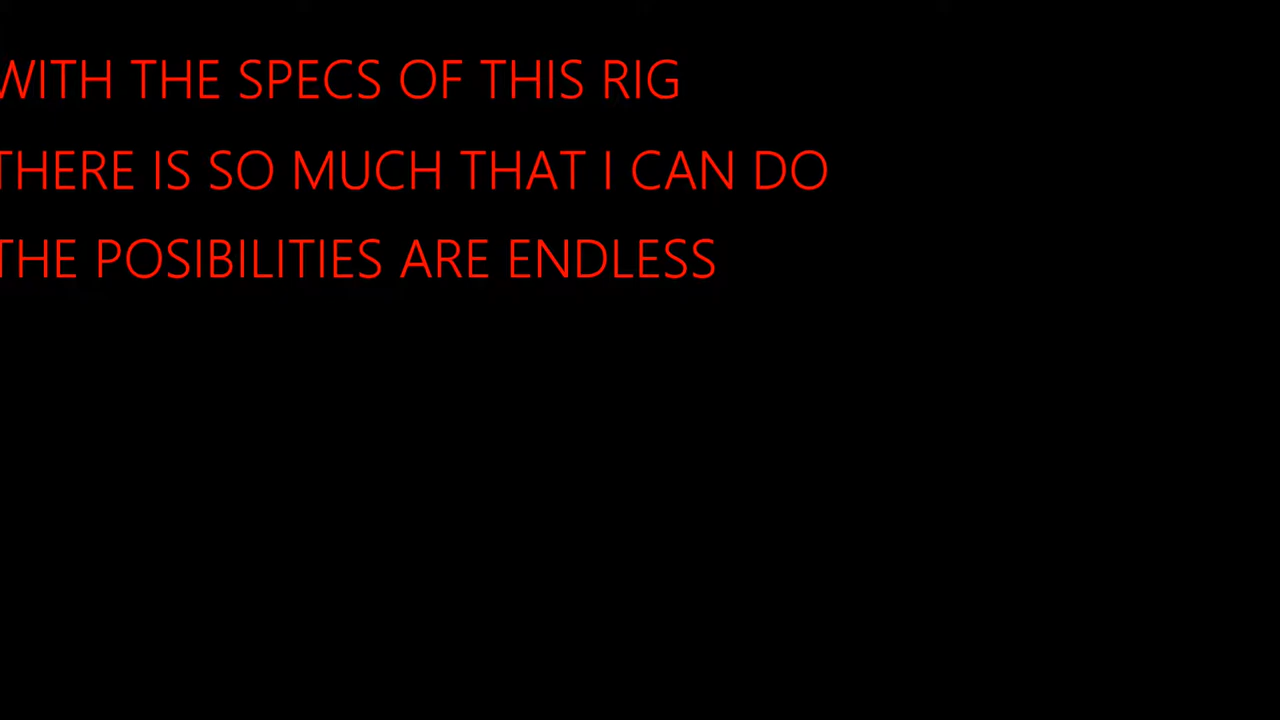 WITH THE SPECS OF THIS RIG
THERE IS SO MUCH THAT I CAN DO
THE POSIBILITIES ARE ENDLESS